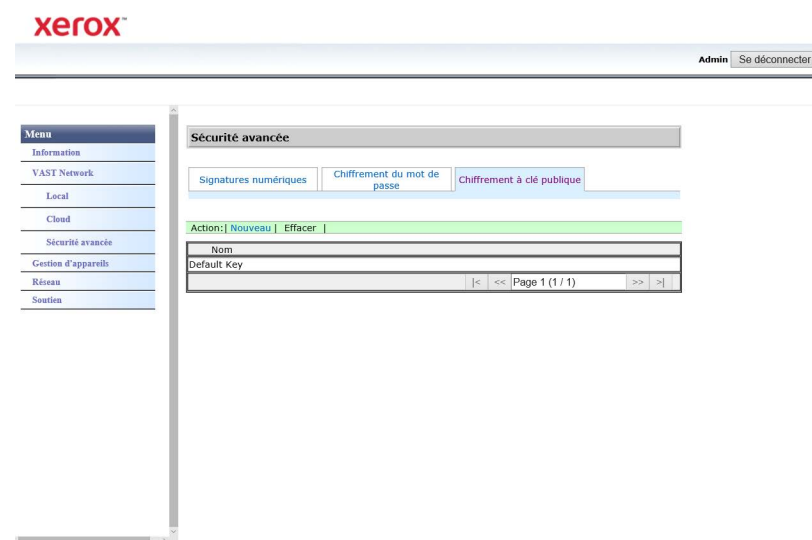 xerox™
Admin Se déconnecter
Menu
Information
VAST Network
Local
Cloud
Sécurité avancée
Gestion d'appareils
Réseau
Soutien
Sécurité avancée
Signatures numériques
Chiffrement du mot de
passe
Chiffrement à clé publique
Action:| Nouveau | Effacer |
Nom
Default Key
|< << Page 1 (1 / 1) >> >|